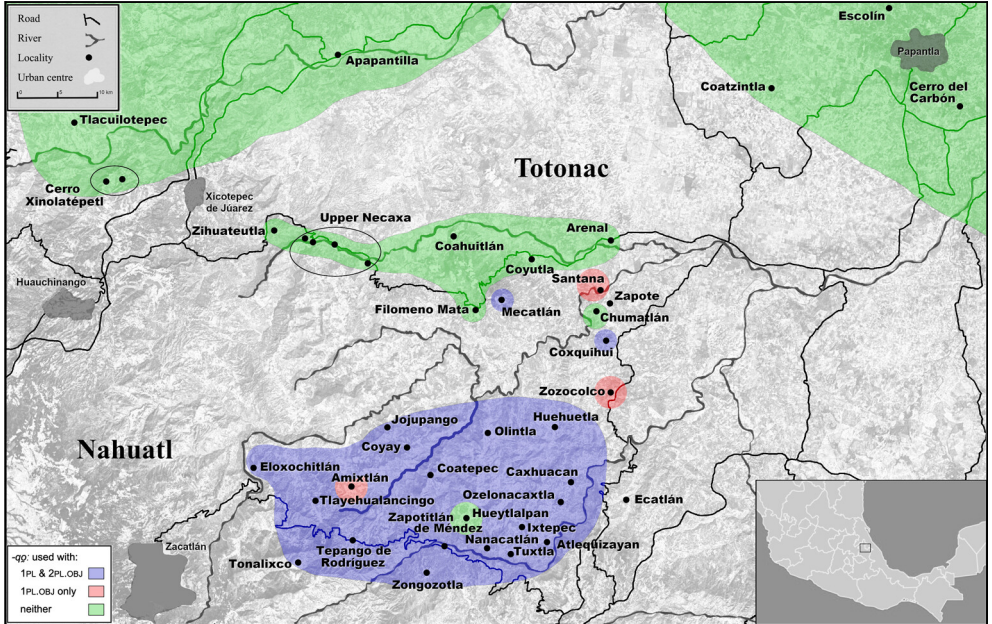 Road
River
Locality
Urban centre
0 5 10 km
Escolín
Papantla
Apapantilla
Coatzintla
Cerro del
Carbón
Tlacuilotepec
Totonac
Cerro
Xinolatépetl
Xicotepec
de Júarez
Upper Necaxa
Zihuateutla
Coahuitlán
Arenal
Coyutla
Santana
Huauchinango
Zapote
Filomeno Mata
Mecatlán
Chumatlán
Coxquihui
Zozocolco
Jojupango
Huehuetla
Olintla
Nahuatl
Coyay
Eloxochitlán
Coatepec
Caxhuacan
Amixtlán
Ozelonacaxtla
Tlayehualancingo
Ecatlán
Hueytlalpan
Zapotitlán
de Méndez
Ixtepec
Nanacatlán
Atlequizayan
Zacatlán
Tepango de
Rodríguez
Tuxtla
Tonalixco
Zongozotla
-qo: used with:
1PL & 2PL.OBJ
1PL.OBJ only
neither